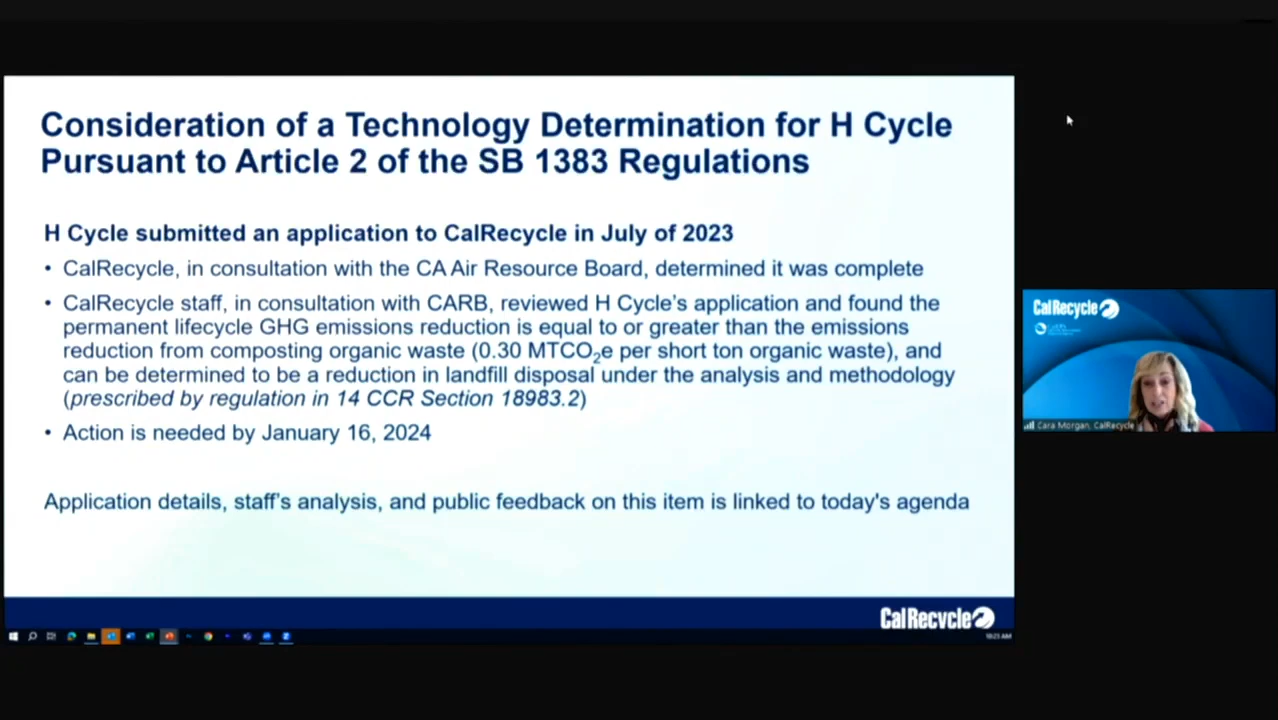 Consideration of a Technology Determination for H Cycle
Pursuant to Article 2 of the SB 1383 Regulations
H Cycle submitted an application to CalRecycle in July of 2023
• CalRecycle, in consultation with the CA Air Resource Board, determined it was complete
• CalRecycle staff, in consultation with CARB, reviewed H Cycle's application and found the
permanent lifecycle GHG emissions reduction is equal to or greater than the emissions
reduction from composting organic waste (0.30 MTCO₂e per short ton organic waste), and
can be determined to be a reduction in landfill disposal under the analysis and methodology
(prescribed by regulation in 14 CCR Section 18983.2)
• Action is needed by January 16, 2024
Application details, staff's analysis, and public feedback on this item is linked to today's agenda
CalRecycle
10:23 AM
CalRecycle
Cara Morgan, CalRecycle